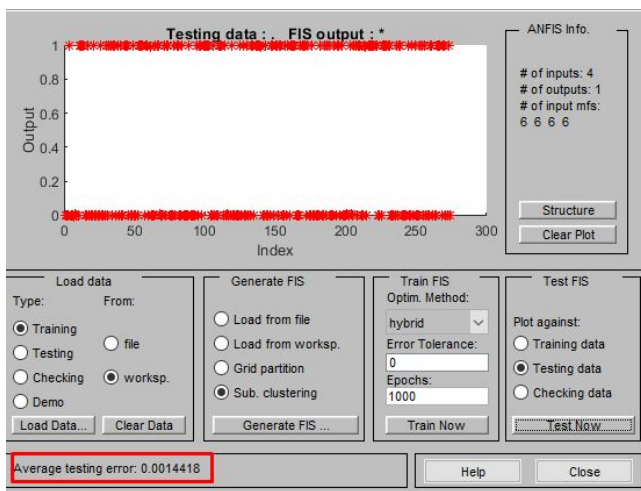 Testing data : .   FIS output : *
1
0.8
0.6
0.4
0.2
0
Output
0 50 100 150 200 250 300
Index
ANFIS Info.
# of inputs: 4
# of outputs: 1
# of input mfs:
6 6 6 6
Structure
Clear Plot
Load data
Type: From:
Training
Testing
Checking
Demo
file
worksp.
Load Data... Clear Data
Generate FIS
Load from file
Load from worksp.
Grid partition
Sub. clustering
Generate FIS ...
Train FIS
Optim. Method:
hybrid
Error Tolerance:
0
Epochs:
1000
Train Now
Test FIS
Plot against:
Training data
Testing data
Checking data
Test Now
Average testing error: 0.0014418
Help Close